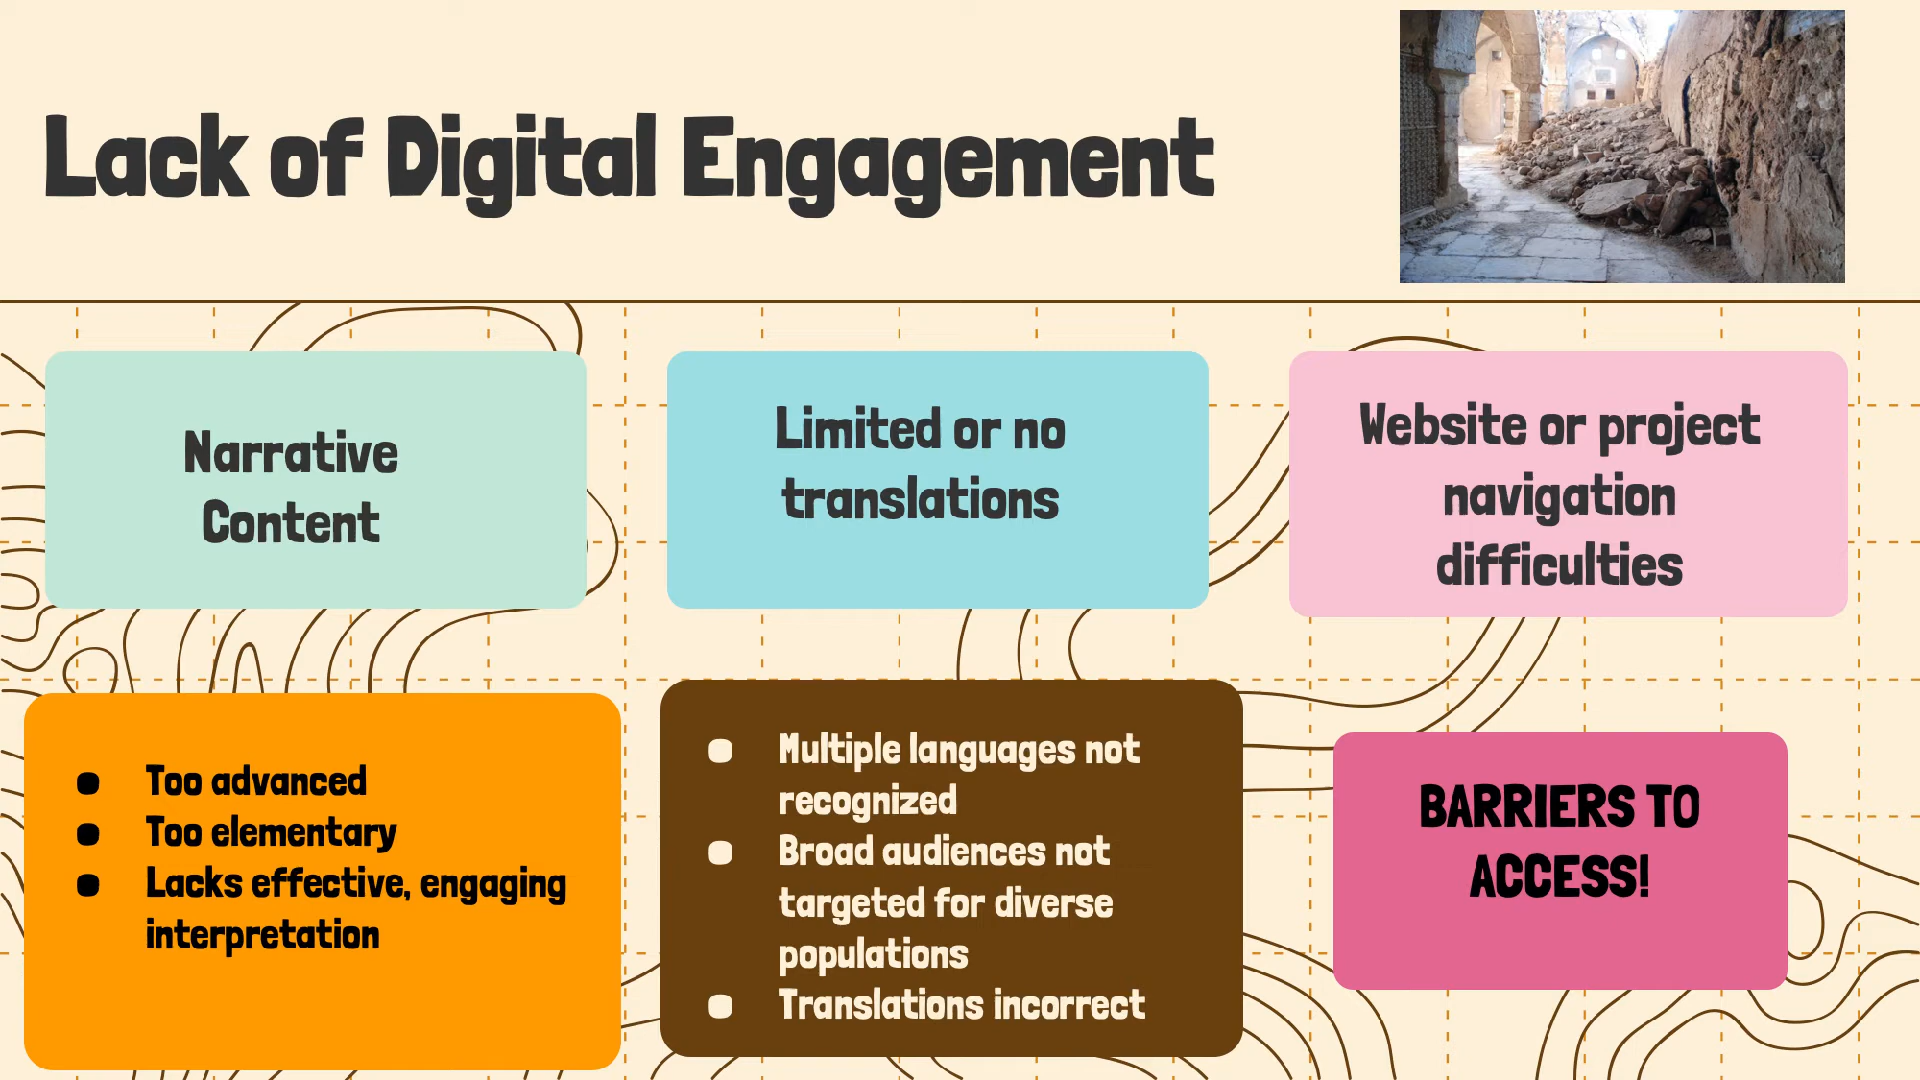 Lack of Digital Engagement
Narrative
Content
Limited or no
translations
Website or project
navigation
difficulties
● Too advanced
● Too elementary
● Lacks effective, engaging
interpretation
● Multiple languages not
recognized
● Broad audiences not
targeted for diverse
populations
● Translations incorrect
BARRIERS TO
ACCESS!